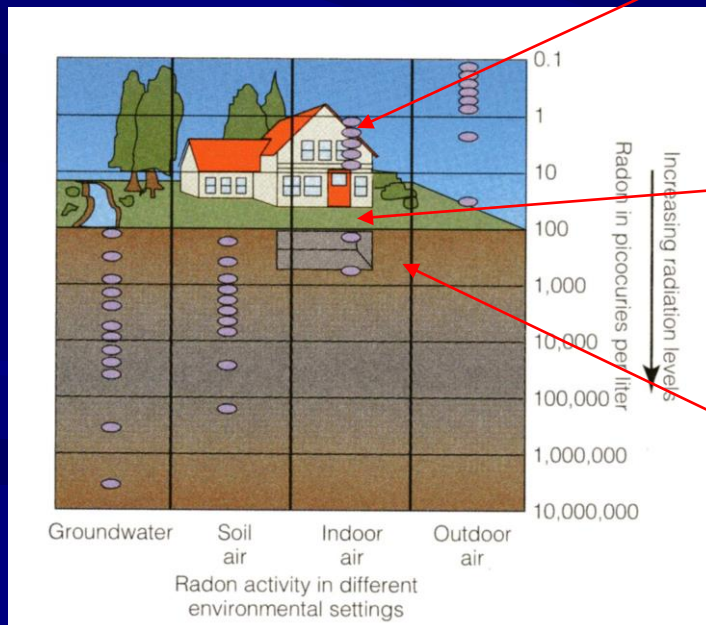 0.1
1
10
100
1,000
10,000
100,000
1,000,000
10,000,000
Radon in picocuries per liter
Increasing radiation levels
Groundwater
Soil
air
Indoor
air
Outdoor
air
Radon activity in different
environmental settings